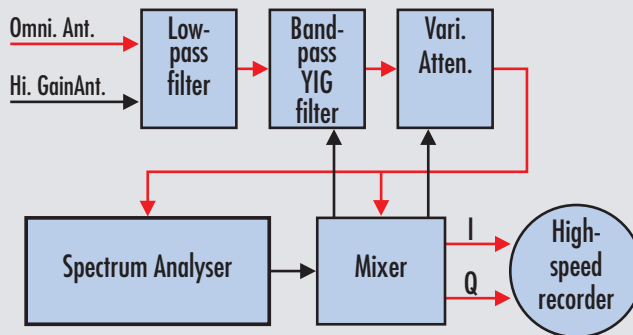 Omni. Ant.
Hi. GainAnt.
Low-
pass
filter
Band-
pass
YIG
filter
Vari.
Atten.
Spectrum Analyser
Mixer
I
Q
High-
speed
recorder